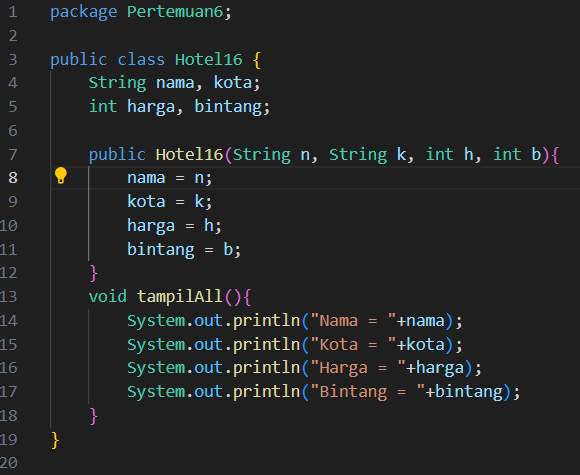 1 package Pertemuan6;
2
3 public class Hotel16 {
4     String nama, kota;
5     int harga, bintang;
6
7     public Hotel16(String n, String k, int h, int b){
8         nama = n;
9         kota = k;
10         harga = h;
11         bintang = b;
12     }
13     void tampilAll(){
14         System.out.println("Nama = "+nama);
15         System.out.println("Kota = "+kota);
16         System.out.println("Harga = "+harga);
17         System.out.println("Bintang = "+bintang);
18     }
19 }
20